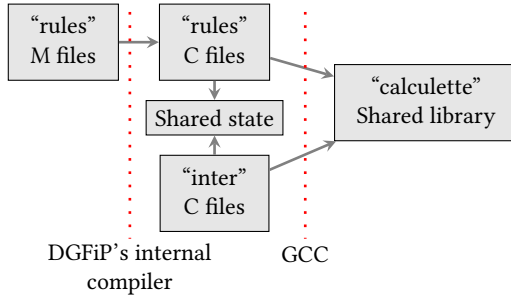 “rules”
M files
“rules”
C files
“calculette”
Shared library
Shared state
“inter”
C files
DGFiP's internal
compiler
GCC